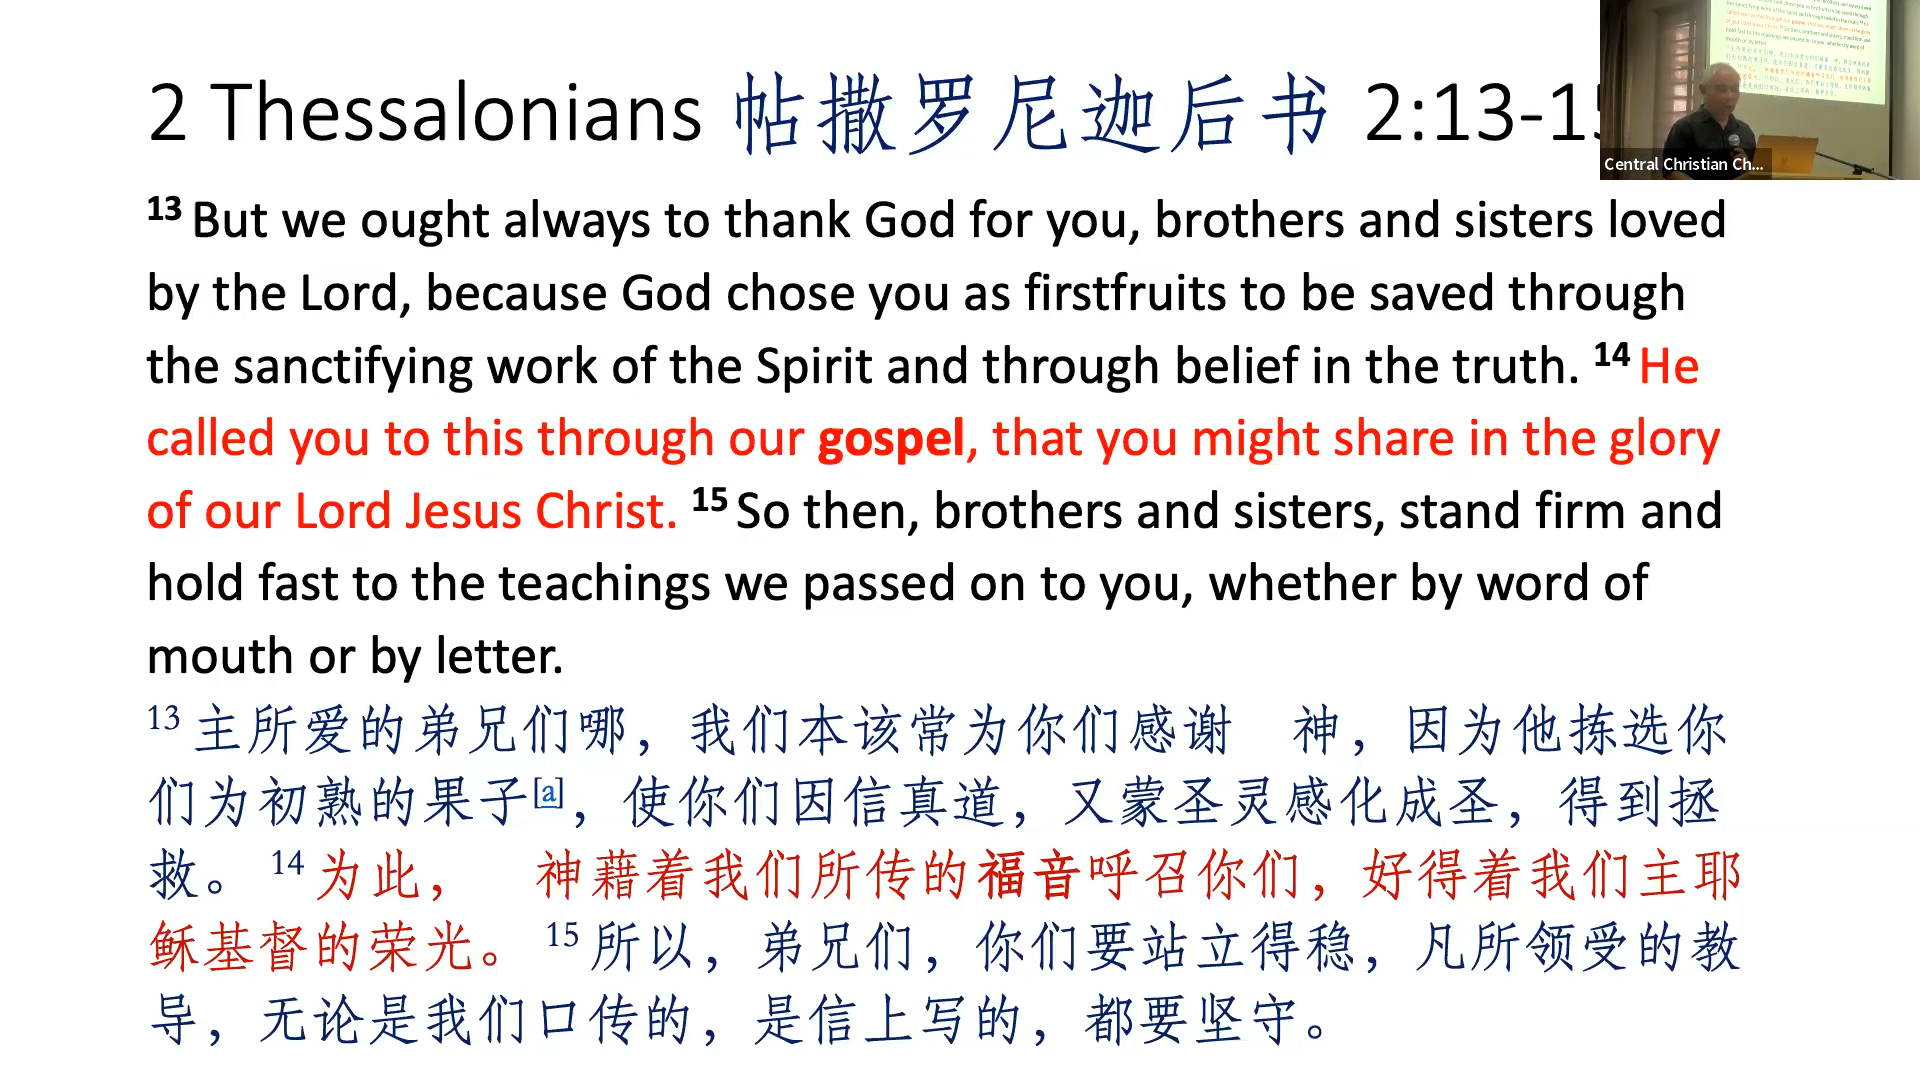 2 Thessalonians 帖撒罗尼迦后书 2:13-15
Central Christian Ch...
13 But we ought always to thank God for you, brothers and sisters loved
by the Lord, because God chose you as firstfruits to be saved through
the sanctifying work of the Spirit and through belief in the truth. 14 He
called you to this through our gospel, that you might share in the glory
of our Lord Jesus Christ. 15 So then, brothers and sisters, stand firm and
hold fast to the teachings we passed on to you, whether by word of
mouth or by letter.
13 主所爱的弟兄们哪，我们本该常为你们感谢　神，因为他拣选你
们为初熟的果子[a]，使你们因信真道，又蒙圣灵感化成圣，得到拯
救。 14 为此，　神藉着我们所传的福音呼召你们，好得着我们主耶
稣基督的荣光。 15 所以，弟兄们，你们要站立得稳，凡所领受的教
导，无论是我们口传的，是信上写的，都要坚守。